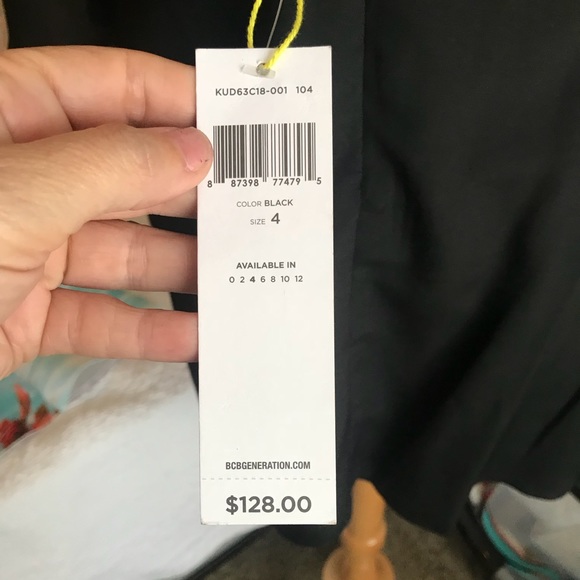 KUD63C18-001 104
8 87398 77479 5
COLOR BLACK
SIZE 4
AVAILABLE IN
0 2 4 6 8 10 12
BCBGENERATION.COM
$128.00